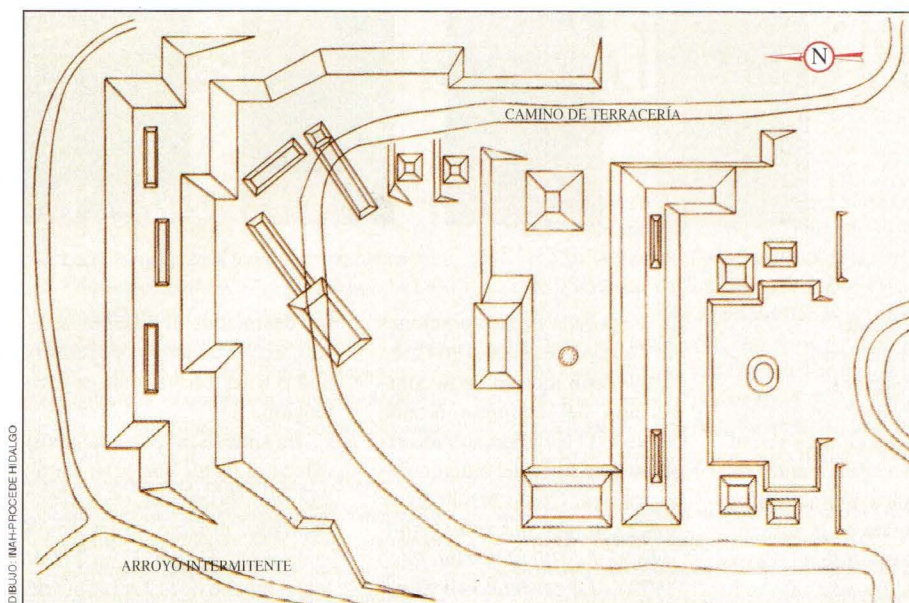 N
CAMINO DE TERRACERÍA
ARROYO INTERMITENTE
DIBUJO: INAH-PROCEDE HIDALGO